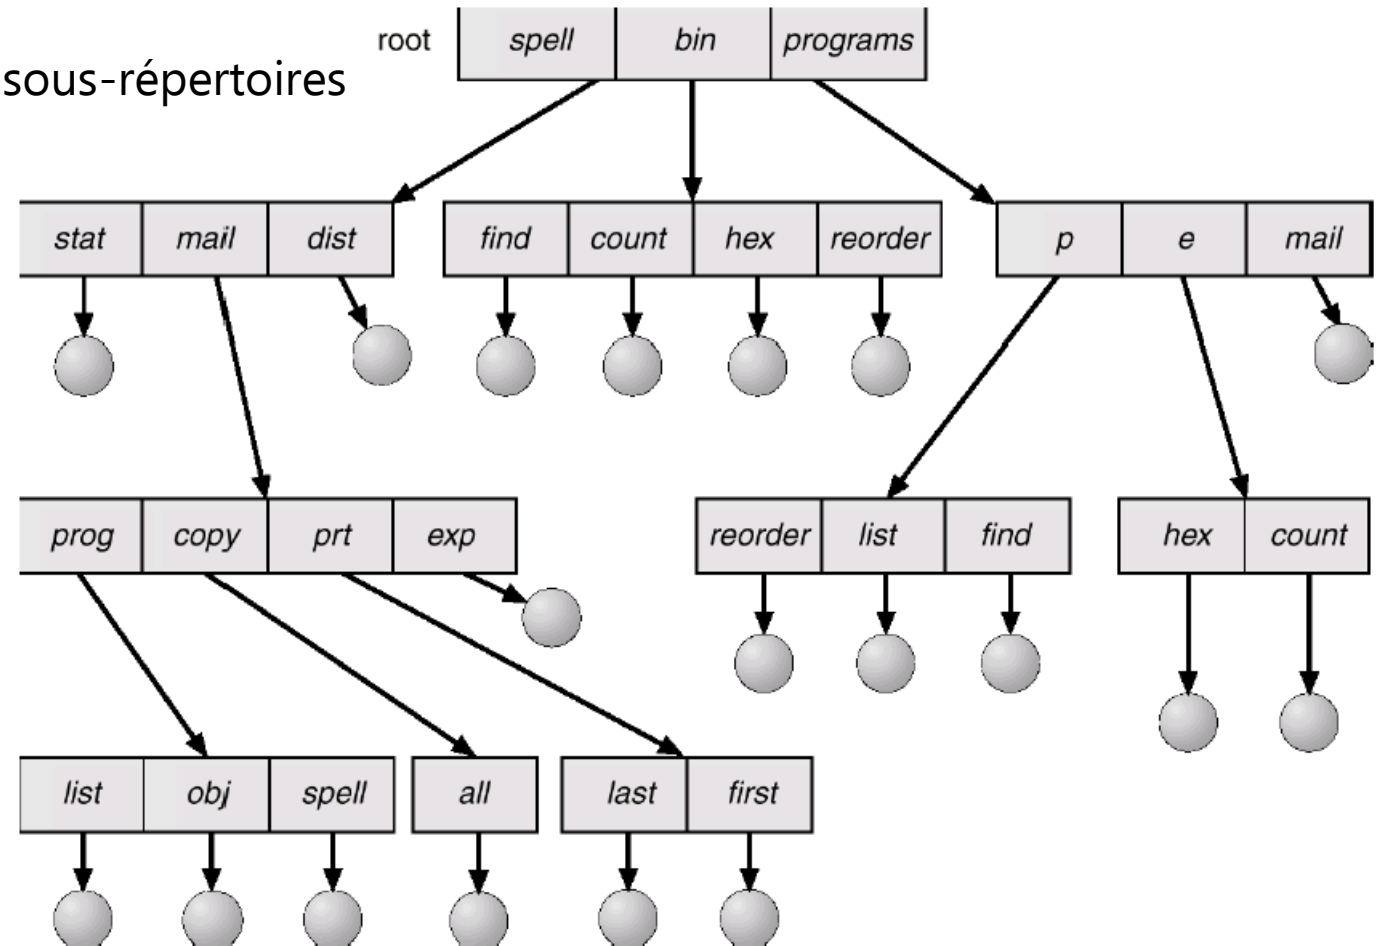 root spell bin programs
sous-répertoires
stat mail dist find count hex reorder p e mail
prog copy prt exp reorder list find hex count
list obj spell all last first